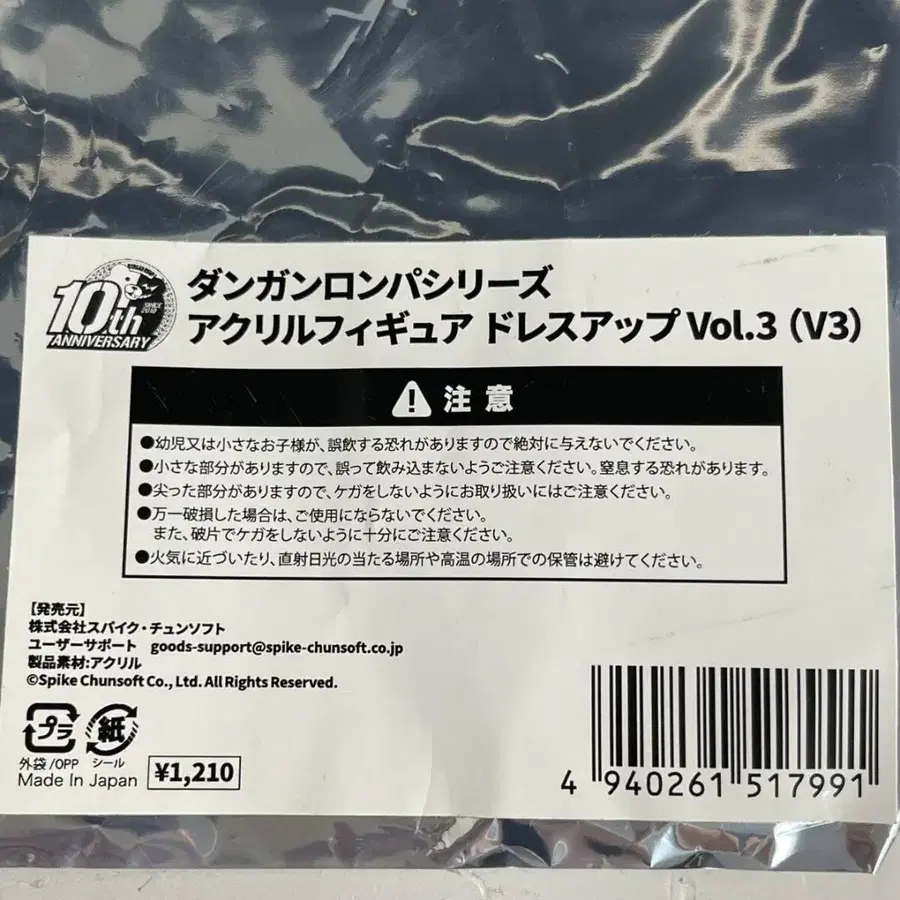 10th
SINCE 2010
ANNIVERSARY
ダンガンロンパシリーズ
アクリルフィギュア ドレスアップ Vol.3 (V3)
注意
●幼児又は小さなお子様が、誤飲する恐れがありますので絶対に与えないでください。
●小さな部分がありますので、誤って飲み込まないようご注意ください。窒息する恐れがあります。
●尖った部分がありますので、ケガをしないようにお取り扱いにはご注意ください。
●万一破損した場合は、ご使用にならないでください。
また、破片でケガをしないように十分にご注意ください。
●火気に近づいたり、直射日光の当たる場所や高温の場所での保管は避けてください。
【発売元】
株式会社スパイク・チュンソフト
ユーザーサポート goods-support@spike-chunsoft.co.jp
製品素材:アクリル
©Spike Chunsoft Co., Ltd. All Rights Reserved.
プラ 紙
外袋/OPP シール
Made In Japan ¥1,210
4 940261 517991